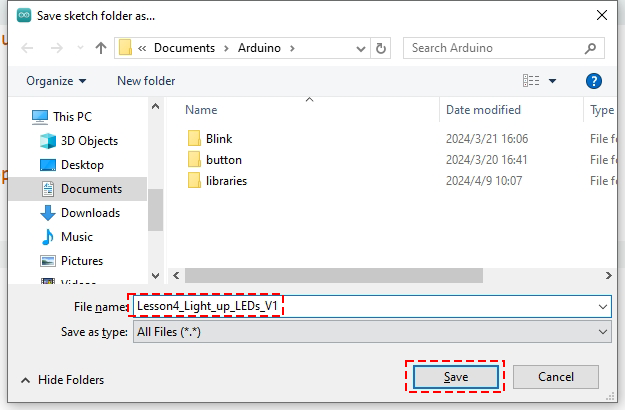 Save sketch folder as...
« Documents > Arduino >
Search Arduino
Organize
New folder
?
This PC
3D Objects
Desktop
Documents
Downloads
Music
Pictures
Videos
Name Date modified Type
Blink 2024/3/21 16:06 File f
button 2024/3/20 16:41 File f
libraries 2024/4/9 10:07 File f
File name: Lesson4_Light_up_LEDs_V1
Save as type: All Files (*.*)
Hide Folders
Save
Cancel